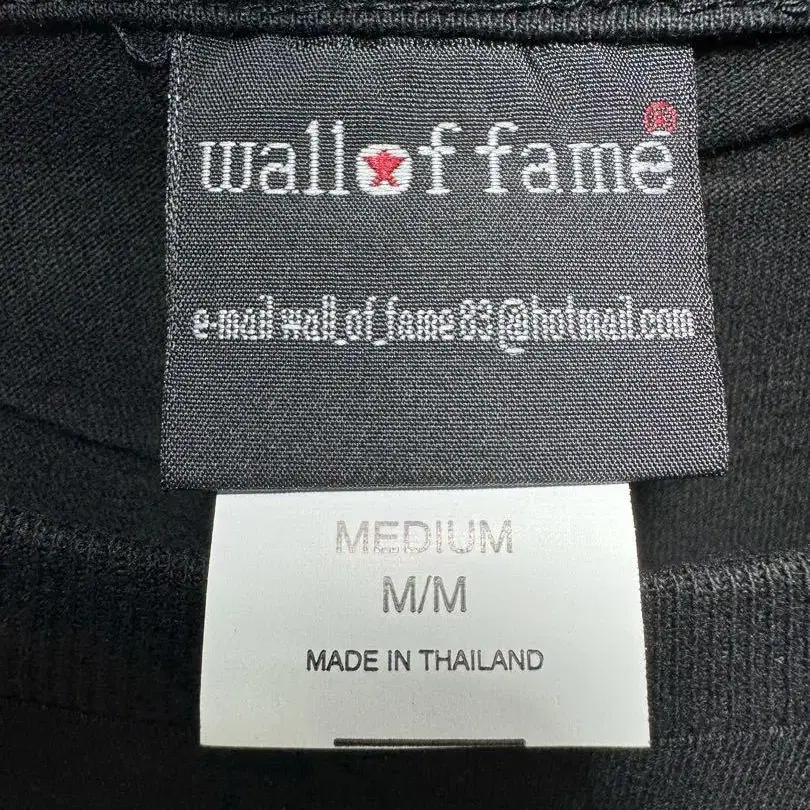 wall of fame®
e-mail wall_of_fame83@hotmail.com
MEDIUM
M/M
MADE IN THAILAND